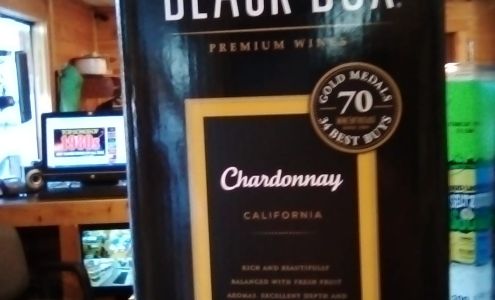 BLACK BOX
PREMIUM WINES
GOLD MEDALS
70
34 BEST BUYS
Chardonnay
CALIFORNIA
RICH AND BEAUTIFULLY
BALANCED WITH FRESH FRUIT
AROMAS, EXCELLENT DEPTH AND
1980s